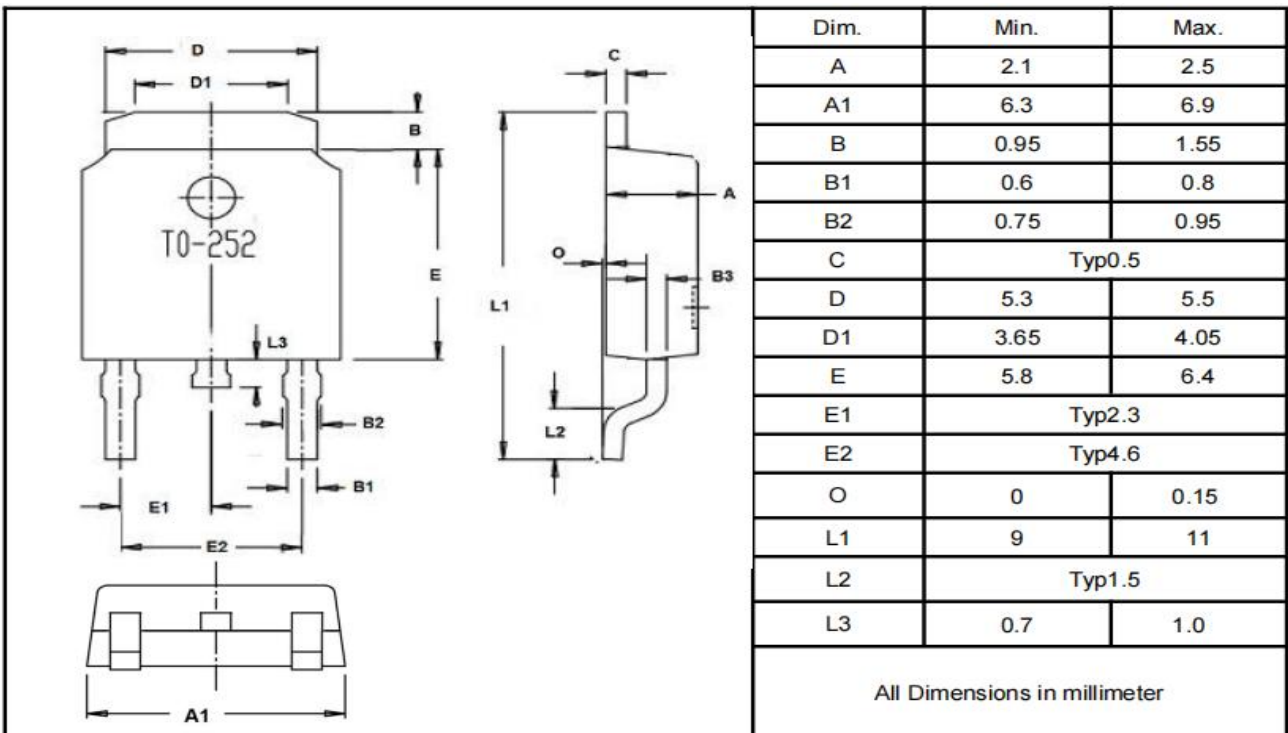 D
D1
B
TO-252
E
L3
B2
B1
E1
E2
A1
C
A
O
B3
L1
L2
Dim. Min. Max.
A 2.1 2.5
A1 6.3 6.9
B 0.95 1.55
B1 0.6 0.8
B2 0.75 0.95
C Typ0.5
D 5.3 5.5
D1 3.65 4.05
E 5.8 6.4
E1 Typ2.3
E2 Typ4.6
O 0 0.15
L1 9 11
L2 Typ1.5
L3 0.7 1.0
All Dimensions in millimeter